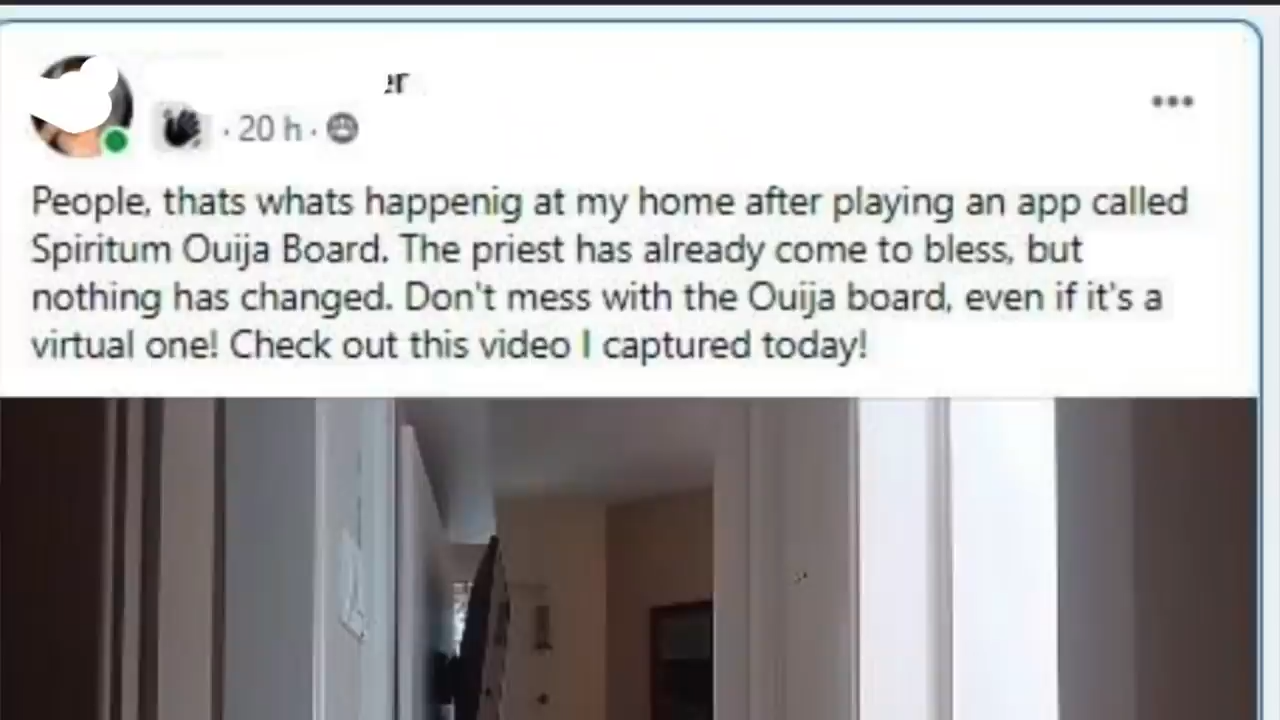 · 20 h ·
People, thats whats happenig at my home after playing an app called
Spiritum Ouija Board. The priest has already come to bless, but
nothing has changed. Don't mess with the Ouija board, even if it's a
virtual one! Check out this video I captured today!